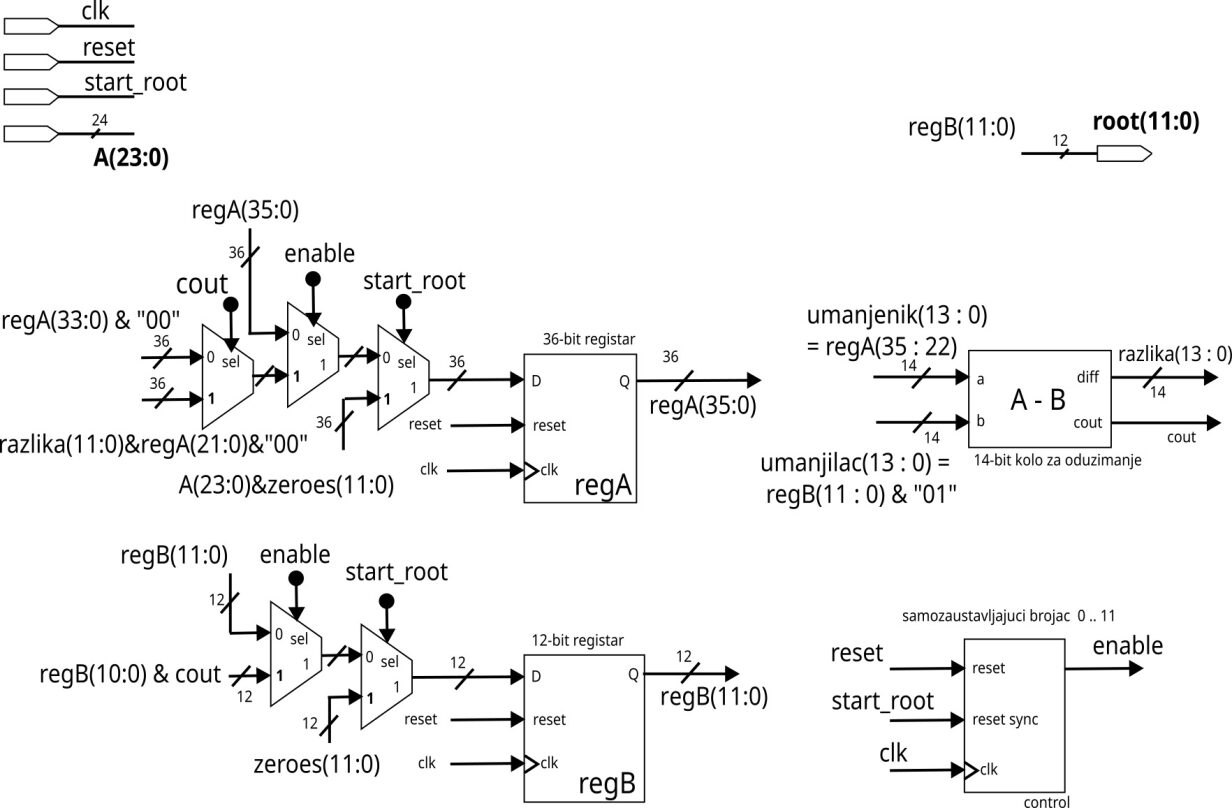 clk
reset
start_root
24
A(23:0)
regB(11:0)
12
root(11:0)
regA(35:0)
36
enable
cout
start_root
regA(33:0) & "00"
36
0
sel
1
36
1
0
sel
1
1
0
sel
1
1
36
razlika(11:0)&regA(21:0)&"00"
A(23:0)&zeroes(11:0)
36
36-bit registar
D
Q
reset
reset
clk
clk
regA
36
regA(35:0)
umanjenik(13 : 0)
= regA(35 : 22)
14
a
diff
razlika(13 : 0)
14
A - B
b
cout
cout
14
umanjilac(13 : 0) =
regB(11 : 0) & "01"
14-bit kolo za oduzimanje
regB(11:0)
enable
start_root
12
0
sel
1
1
regB(10:0) & cout
12
0
sel
1
1
12
zeroes(11:0)
12
12-bit registar
D
Q
reset
reset
clk
clk
regB
12
regB(11:0)
samozaustavljajuci brojac 0 .. 11
reset
reset
enable
start_root
reset sync
clk
clk
control